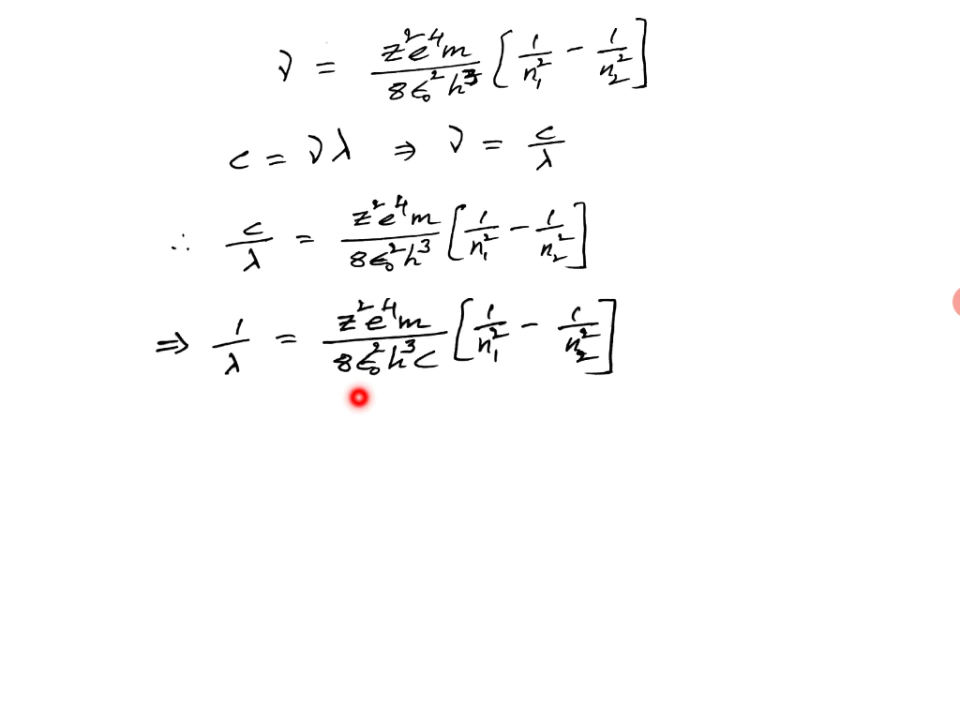 ν = z²e⁴m / 8ε₀²h³ [1/n₁² − 1/n₂²]
c = νλ ⇒ ν = c/λ
∴ c/λ = z²e⁴m / 8ε₀²h³ [1/n₁² − 1/n₂²]
⇒ 1/λ = z²e⁴m / 8ε₀²h³c [1/n₁² − 1/n₂²]